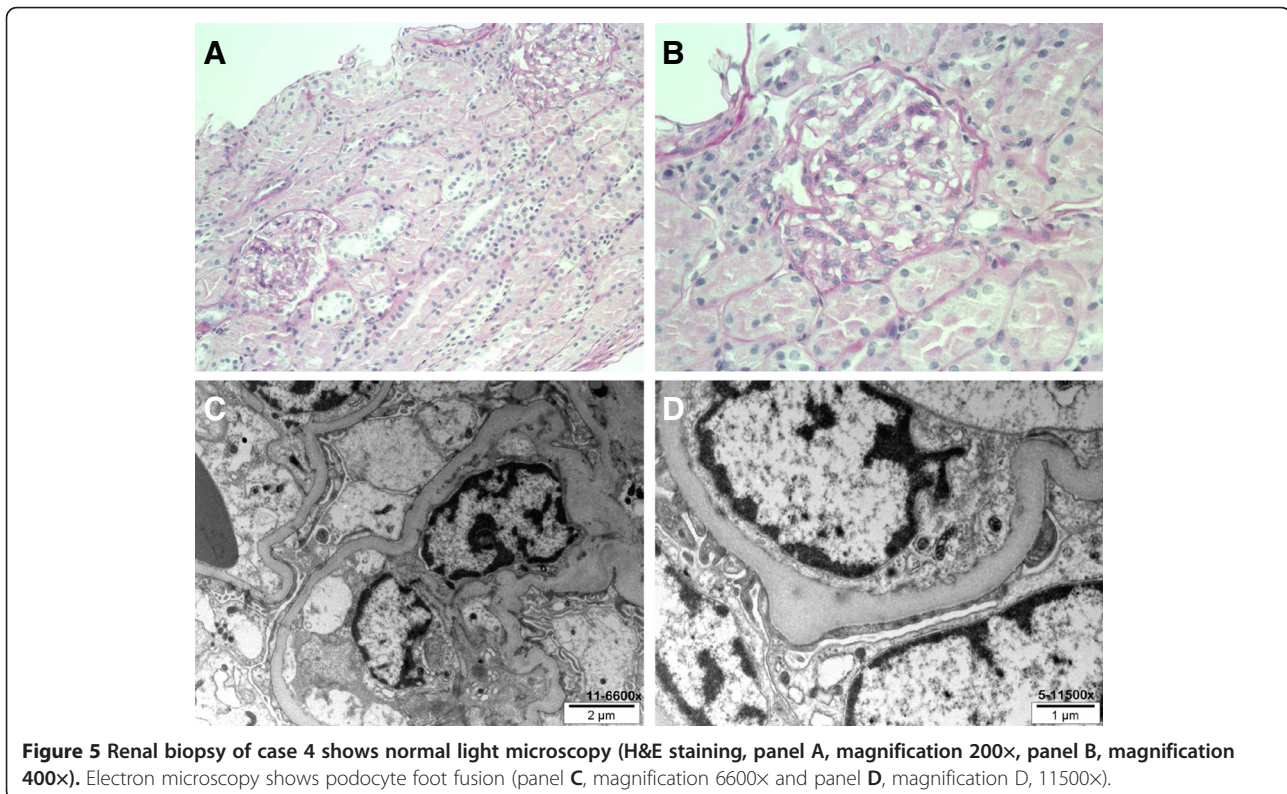 A
B
C
D
11-6600x
2 µm
5-11500x
1 µm
Figure 5 Renal biopsy of case 4 shows normal light microscopy (H&E staining, panel A, magnification 200×, panel B, magnification
400×). Electron microscopy shows podocyte foot fusion (panel C, magnification 6600× and panel D, magnification D, 11500×).